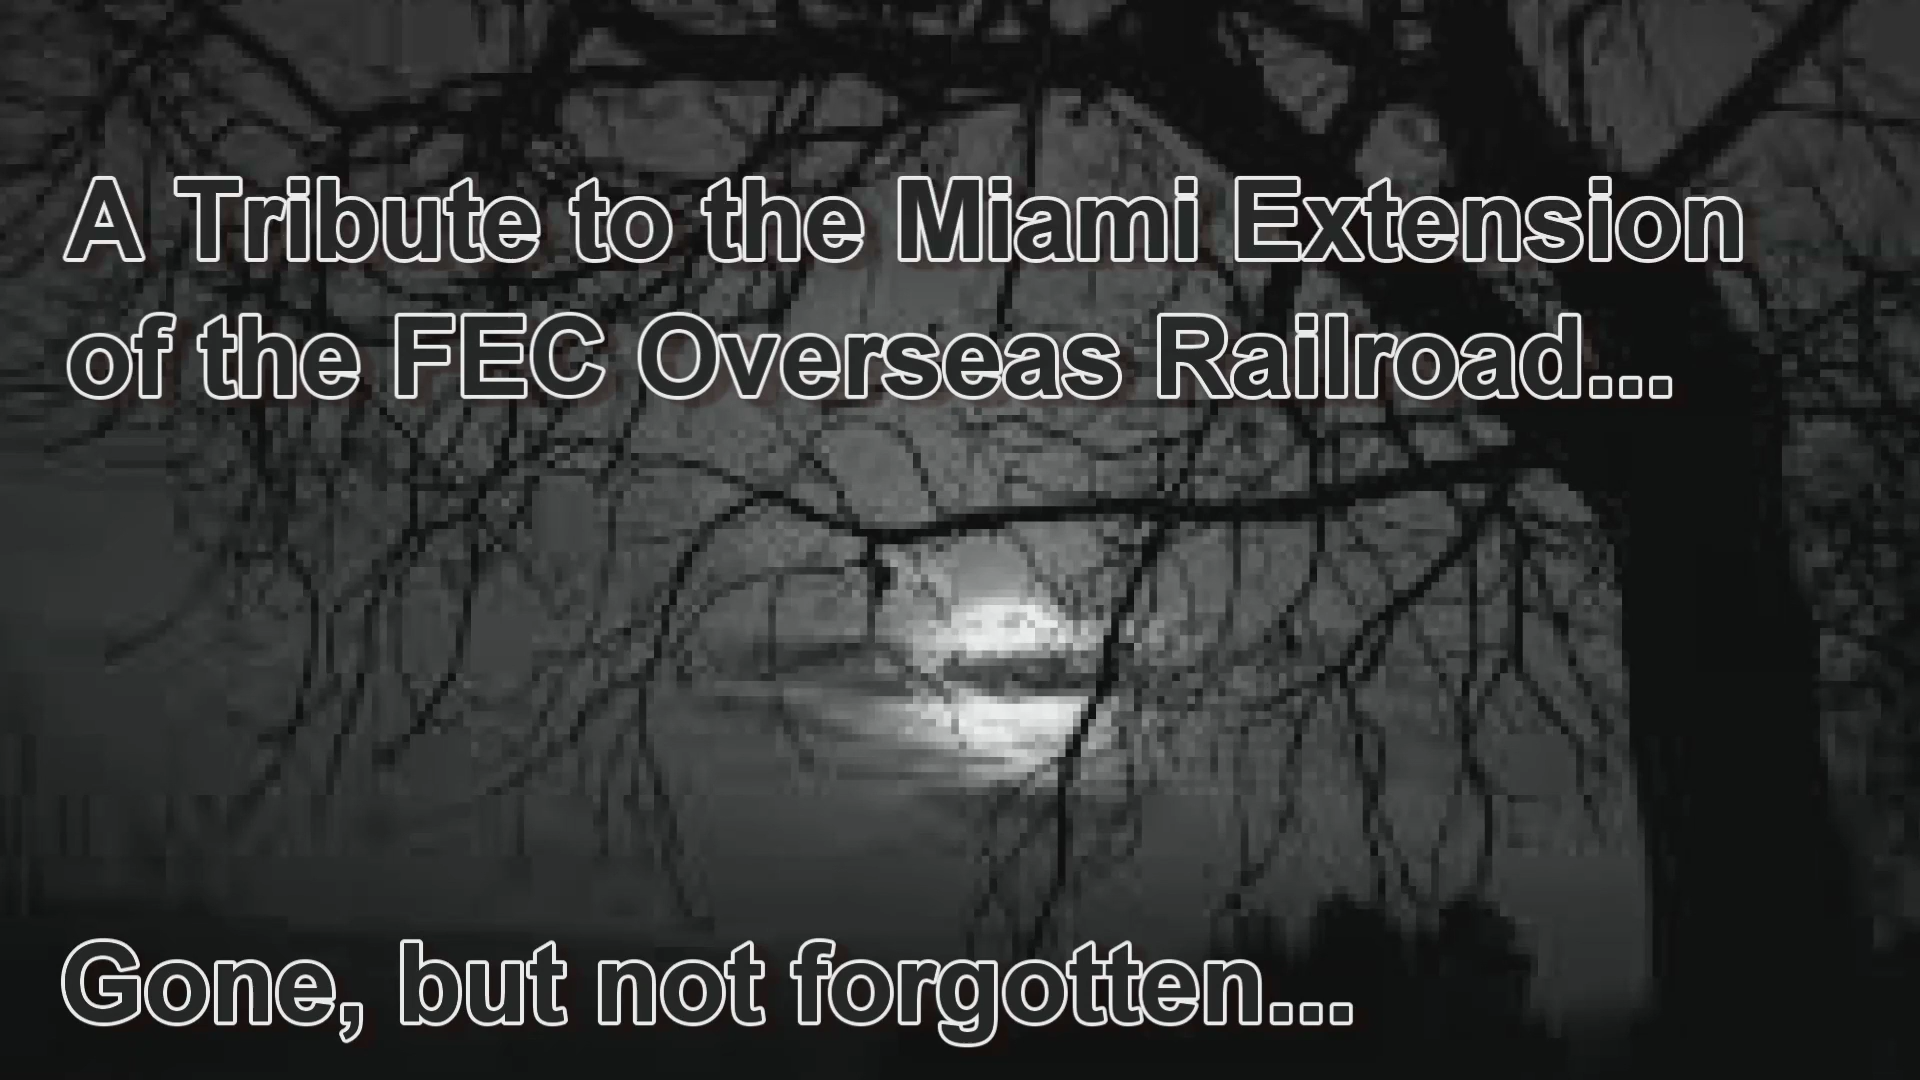 A Tribute to the Miami Extension
of the FEC Overseas Railroad...
Gone, but not forgotten...